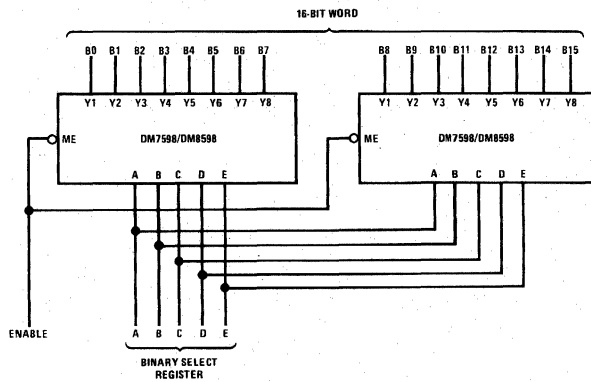 16-BIT WORD
B0 B1 B2 B3 B4 B5 B6 B7
B8 B9 B10 B11 B12 B13 B14 B15
Y1 Y2 Y3 Y4 Y5 Y6 Y7 Y8
Y1 Y2 Y3 Y4 Y5 Y6 Y7 Y8
ME
DM7598/DM8598
ME
DM7598/DM8598
A B C D E
A B C D E
ENABLE
A B C D E
BINARY SELECT
REGISTER